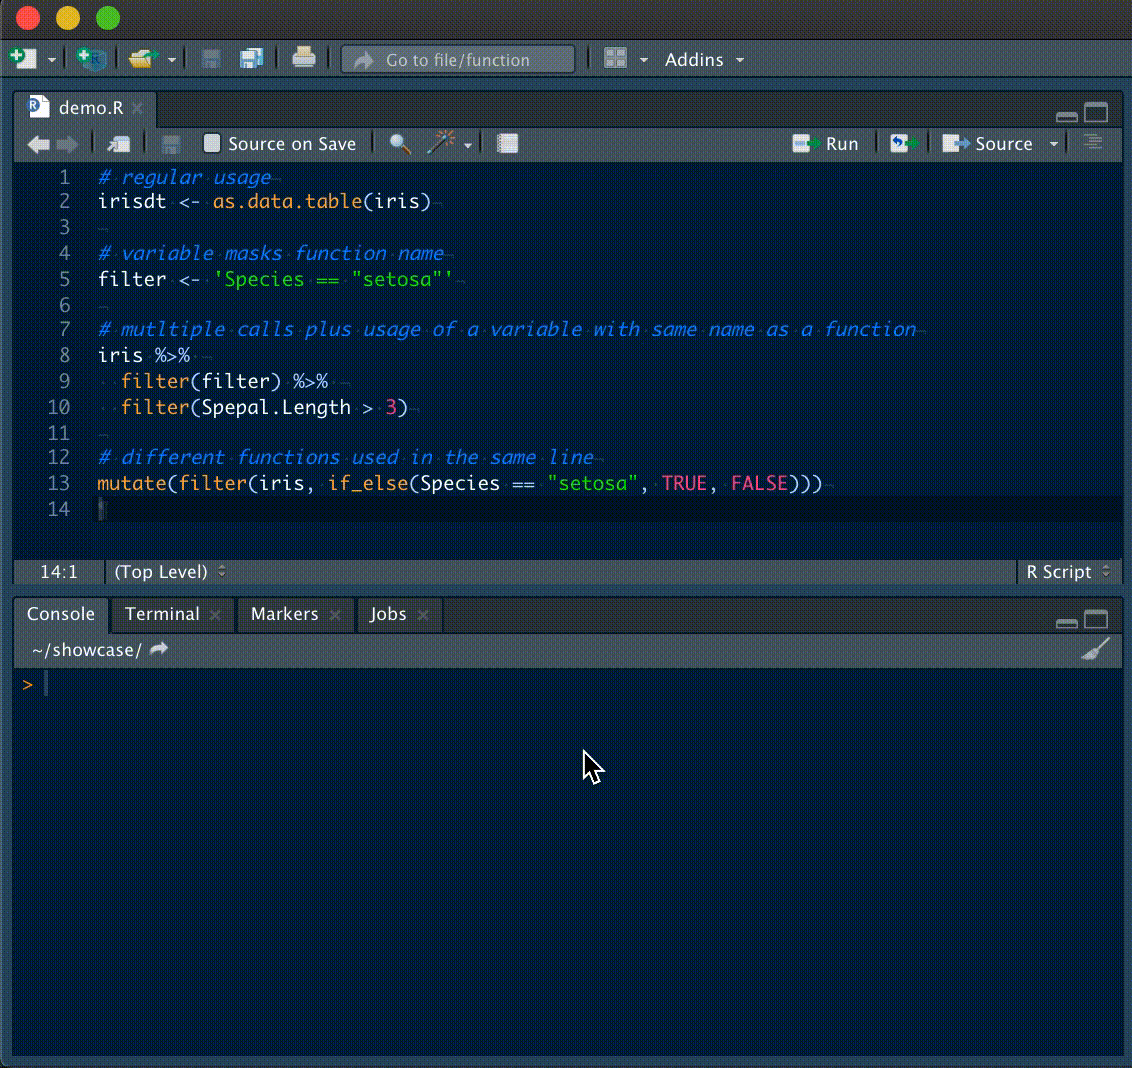 Go to file/function
Addins
demo.R
Source on Save
Run
Source
1 # regular usage
2 irisdt <- as.data.table(iris)
3
4 # variable masks function name
5 filter <- 'Species == "setosa"'
6
7 # mutltiple calls plus usage of a variable with same name as a function
8 iris %>%
9 filter(filter) %>%
10 filter(Spepal.Length > 3)
11
12 # different functions used in the same line
13 mutate(filter(iris, if_else(Species == "setosa", TRUE, FALSE)))
14
14:1 (Top Level) R Script
Console Terminal Markers Jobs
~/showcase/
>